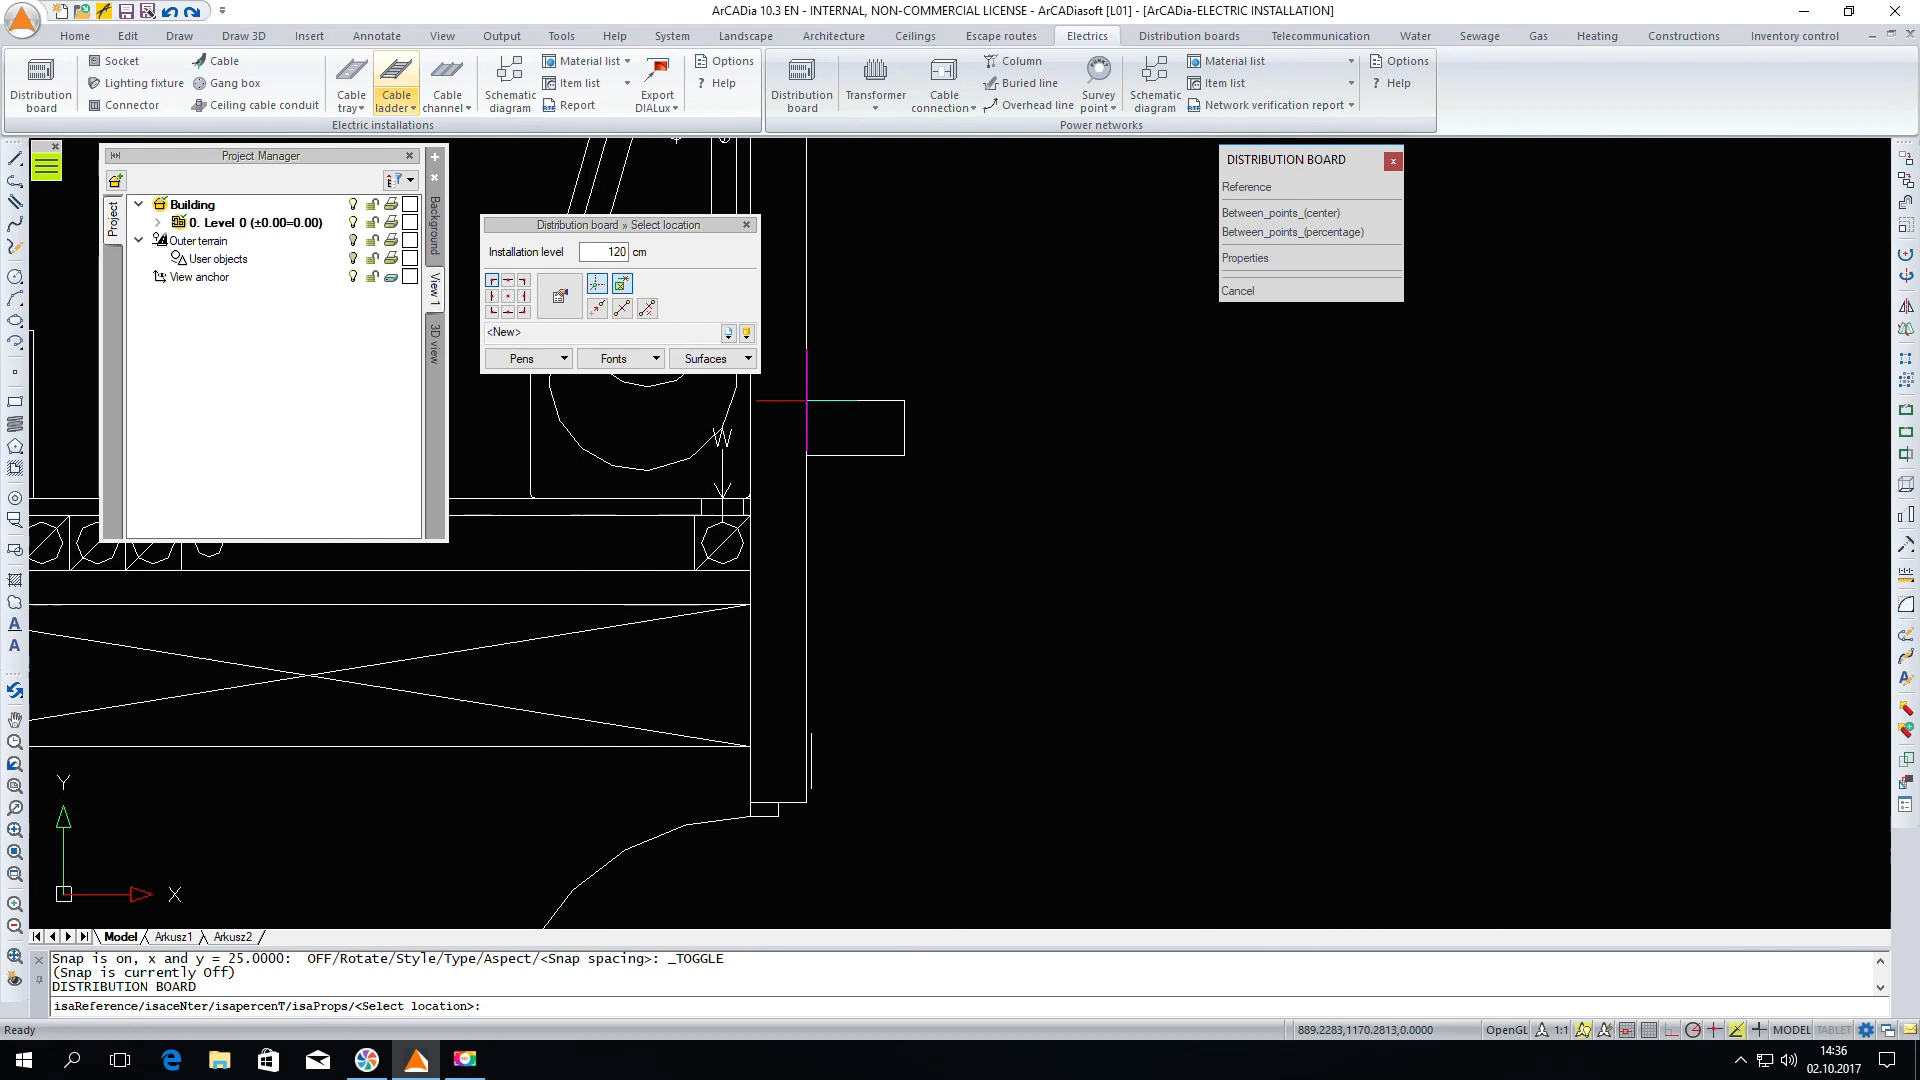 ArCADia 10.3 EN - INTERNAL, NON-COMMERCIAL LICENSE - ArCADiasoft [L01] - [ArCADia-ELECTRIC INSTALLATION]
Home Edit Draw Draw 3D Insert Annotate View Output Tools Help System Landscape Architecture Ceilings Escape routes Electrics Distribution boards Telecommunication Water Sewage Gas Heating Constructions Inventory control
Distribution board
Socket
Lighting fixture
Connector
Cable
Gang box
Ceiling cable conduit
Cable tray
Cable ladder
Cable channel
Schematic diagram
Material list
Item list
Report
Export DIALux
Options
Help
Electric installations
Distribution board
Transformer
Cable connection
Column
Buried line
Overhead line
Survey point
Schematic diagram
Material list
Item list
Network verification report
Options
Help
Power networks
Project Manager
Project
Building
0. Level 0 (±0.00=0.00)
Outer terrain
User objects
View anchor
Background
View 1
3D view
Distribution board » Select location
Installation level 120 cm
<New>
Pens Fonts Surfaces
DISTRIBUTION BOARD
Reference
Between_points_(center)
Between_points_(percentage)
Properties
Cancel
W
Y
X
Model Arkusz1 Arkusz2
Snap is on, x and y = 25.0000: OFF/Rotate/Style/Type/Aspect/<Snap spacing>: _TOGGLE
(Snap is currently Off)
DISTRIBUTION BOARD
isaReference/isaceNter/isapercenT/isaProps/<Select location>:
Ready 889.2283,1170.2813,0.0000 OpenGL 1:1 MODEL TABLET
14:36
02.10.2017